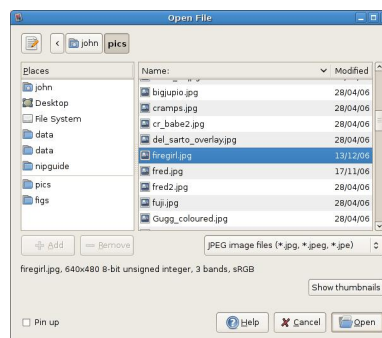 Open File
john pics
Places
john
Desktop
File System
data
data
nipguide
pics
figs
Name: Modified
bigjupio.jpg 28/04/06
cramps.jpg 28/04/06
cr_babe2.jpg 28/04/06
del_sarto_overlay.jpg 28/04/06
firegirl.jpg 13/12/06
fred.jpg 17/11/06
fred2.jpg 28/04/06
fuji.jpg 28/04/06
Gugg_coloured.jpg 28/04/06
Add Remove
JPEG image files (*.jpg, *.jpeg, *.jpe)
firegirl.jpg, 640x480 8-bit unsigned integer, 3 bands, sRGB
Show thumbnails
Pin up
Help Cancel Open